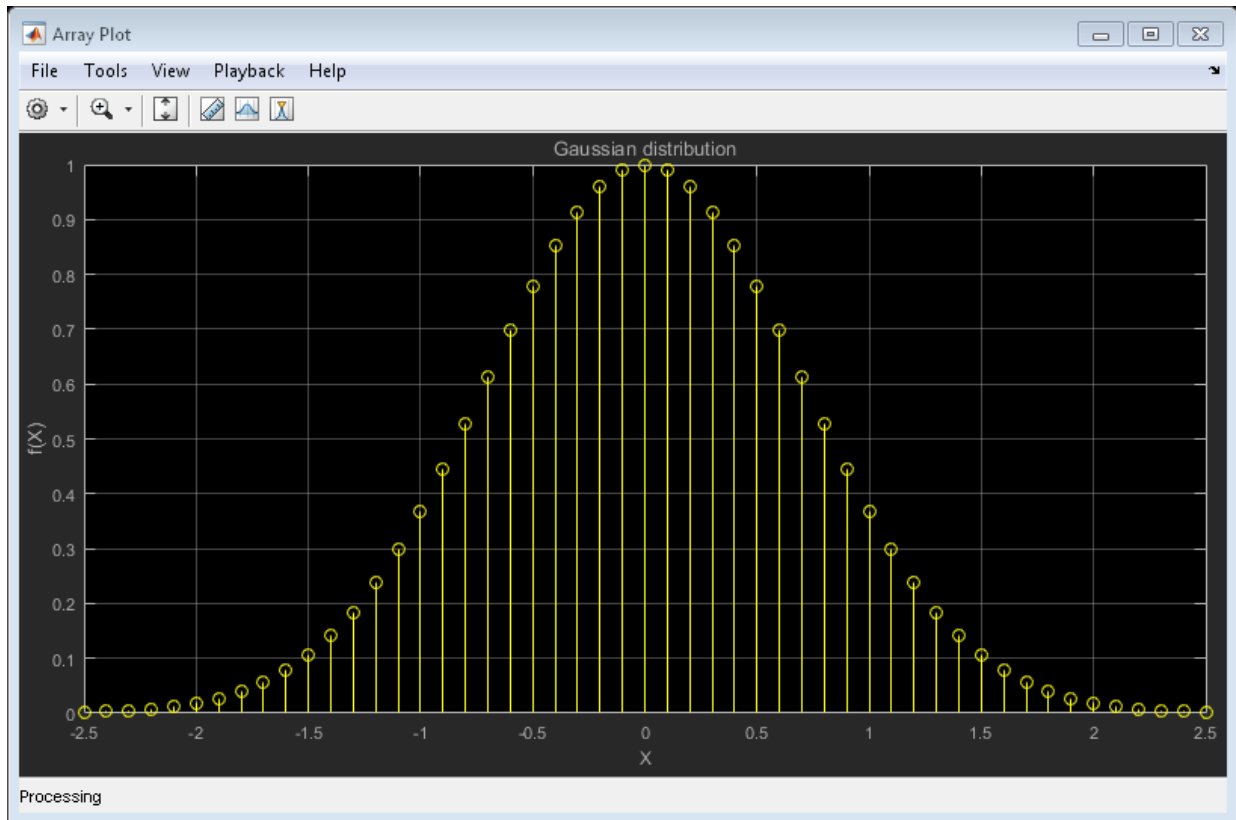 Array Plot
File Tools View Playback Help
Gaussian distribution
1
0.9
0.8
0.7
0.6
0.5
0.4
0.3
0.2
0.1
0
f(X)
-2.5 -2 -1.5 -1 -0.5 0 0.5 1 1.5 2 2.5
X
Processing